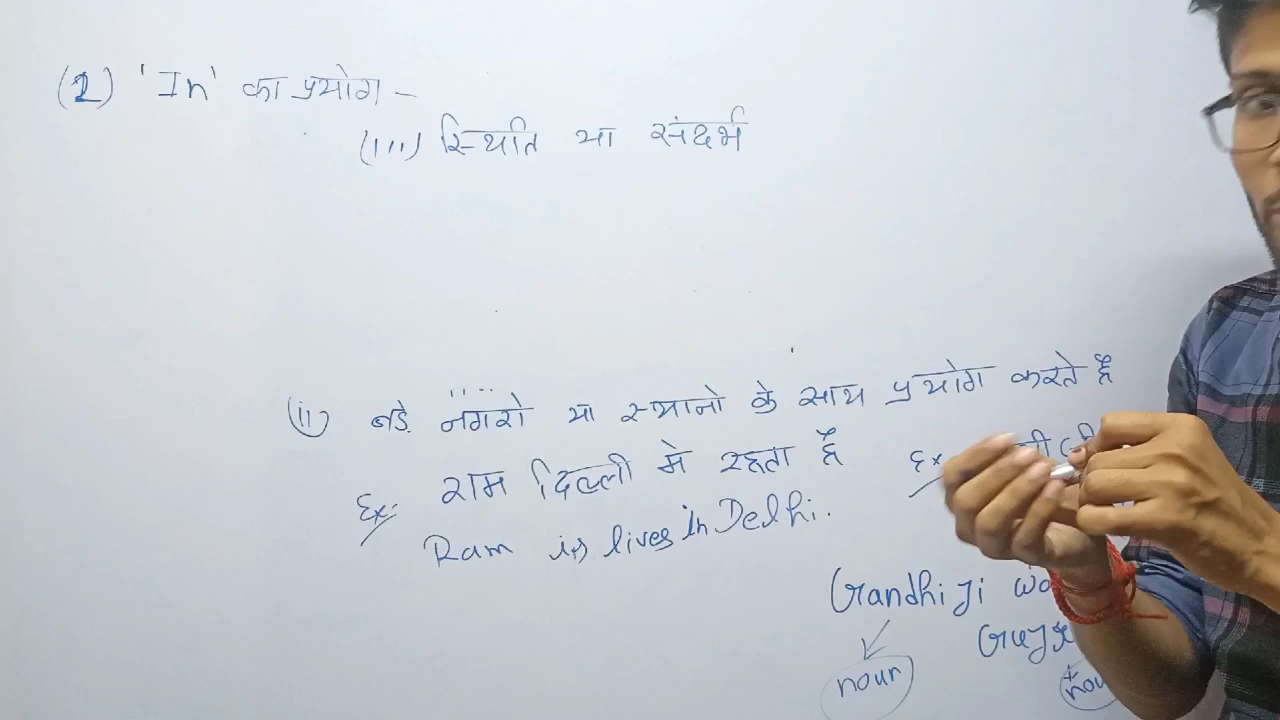 (2) 'In' का प्रयोग –
(iii) स्थिति या संदर्भ
(ii) बडे़ नगरो या स्थानो के साथ प्रयोग करते है
Ex:- राम दिल्ली मे रहता है
Ex
Ram is lives in Delhi.
Gandhi Ji
noun